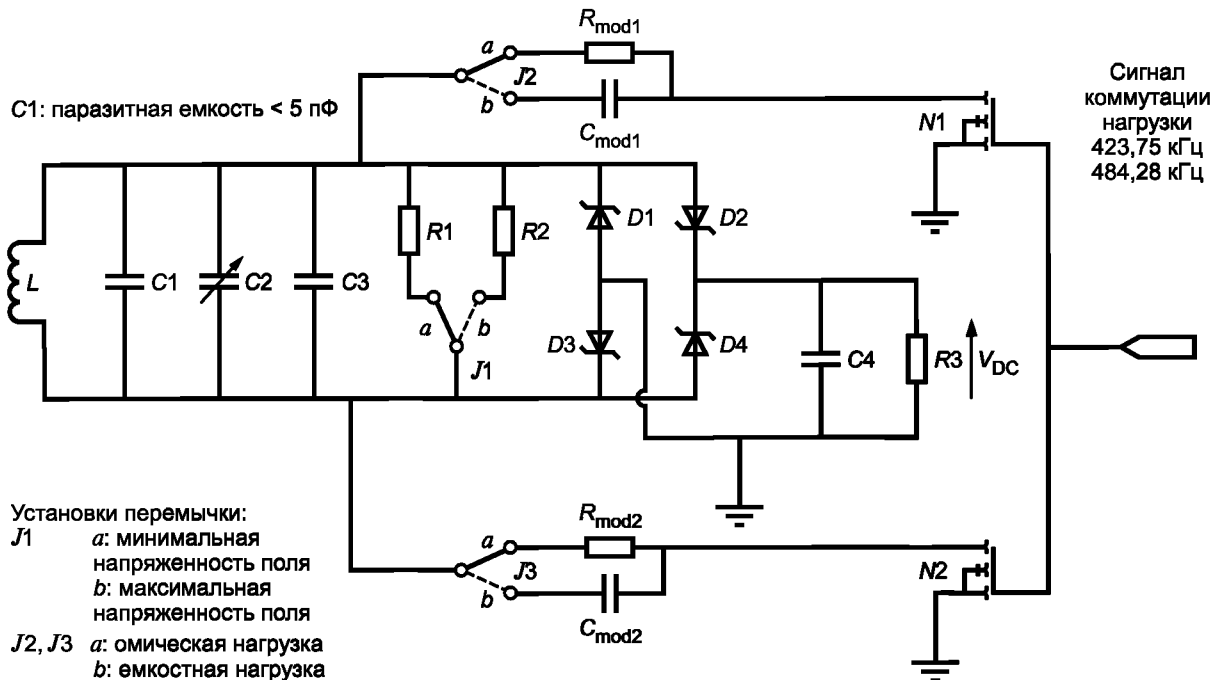 a
J2
b
Rmod1
Cmod1
C1: паразитная емкость < 5 пФ
N1
Сигнал
коммутации
нагрузки
423,75 кГц
484,28 кГц
L
C1
C2
C3
R1
R2
a
b
J1
D1
D2
D3
D4
C4
R3
VDC
Установки перемычки:
J1 a: минимальная
напряженность поля
b: максимальная
напряженность поля
J2, J3 a: омическая нагрузка
b: емкостная нагрузка
a
J3
b
Rmod2
Cmod2
N2